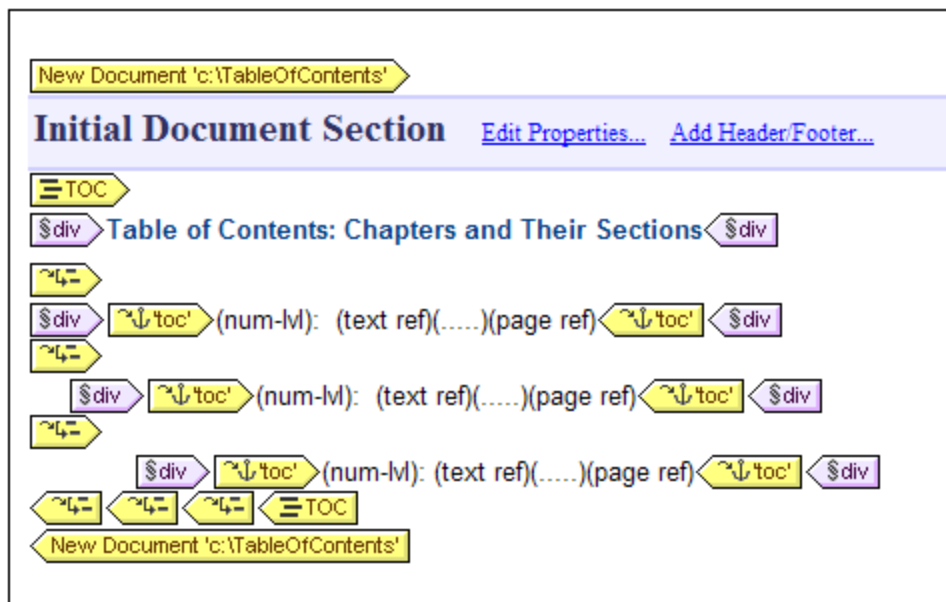 New Document 'c:\TableOfContents'
Initial Document Section Edit Properties... Add Header/Footer...
TOC
§div Table of Contents: Chapters and Their Sections §div
§div 'toc' (num-lvl): (text ref)(.....)(page ref) 'toc' §div
§div 'toc' (num-lvl): (text ref)(.....)(page ref) 'toc' §div
§div 'toc' (num-lvl): (text ref)(.....)(page ref) 'toc' §div
TOC
New Document 'c:\TableOfContents'